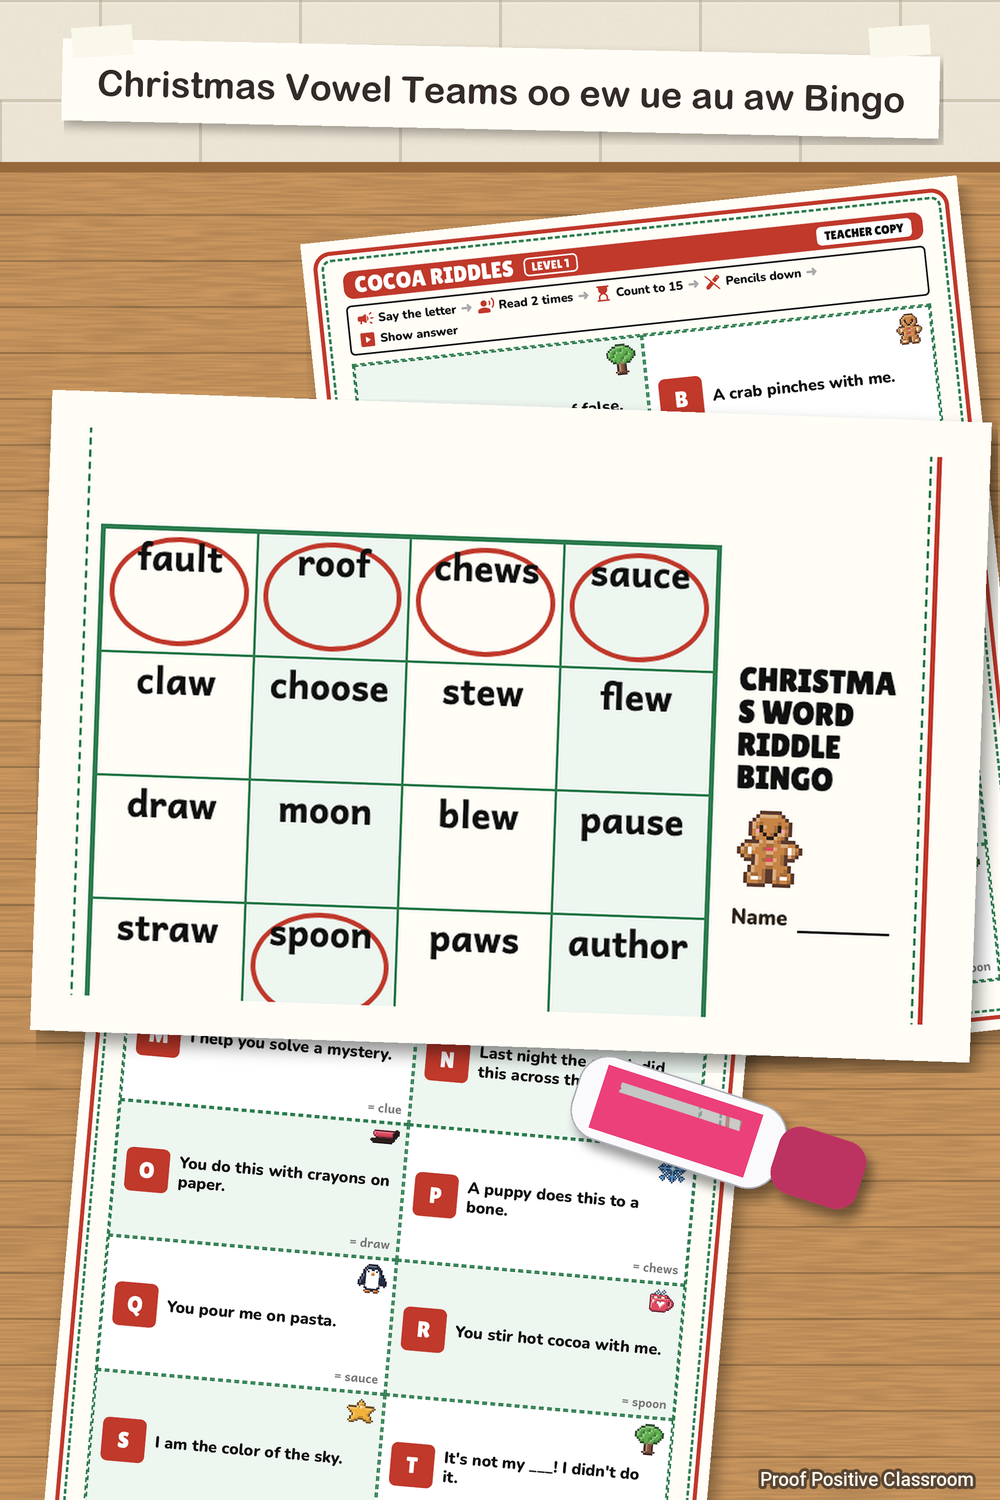 Christmas Vowel Teams oo ew ue au aw Bingo
COCOA RIDDLES LEVEL 1 TEACHER COPY
Say the letter → Read 2 times → Count to 15 → Pencils down →
Show answer
false.
B A crab pinches with me.
fault roof chews sauce
claw choose stew flew
draw moon blew pause
straw spoon paws author
CHRISTMA
S WORD
RIDDLE
BINGO
Name
M I help you solve a mystery.
= clue
N Last night the did
this across th
O You do this with crayons on
paper.
= draw
P A puppy does this to a
bone.
= chews
Q You pour me on pasta.
= sauce
R You stir hot cocoa with me.
= spoon
S I am the color of the sky.
T It's not my ___! I didn't do
it.
Proof Positive Classroom